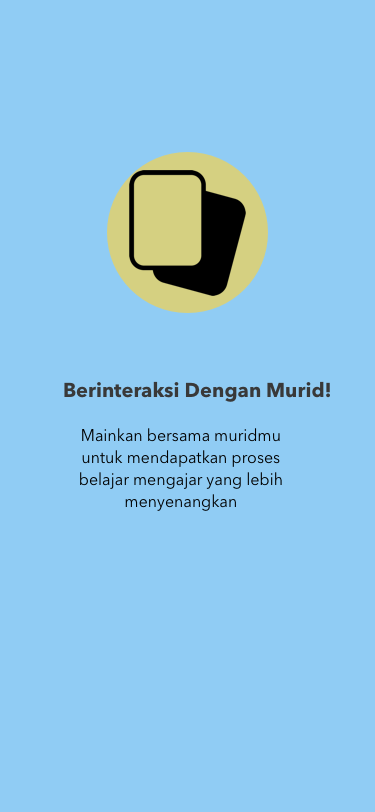 Berinteraksi Dengan Murid!
Mainkan bersama muridmu
untuk mendapatkan proses
belajar mengajar yang lebih
menyenangkan